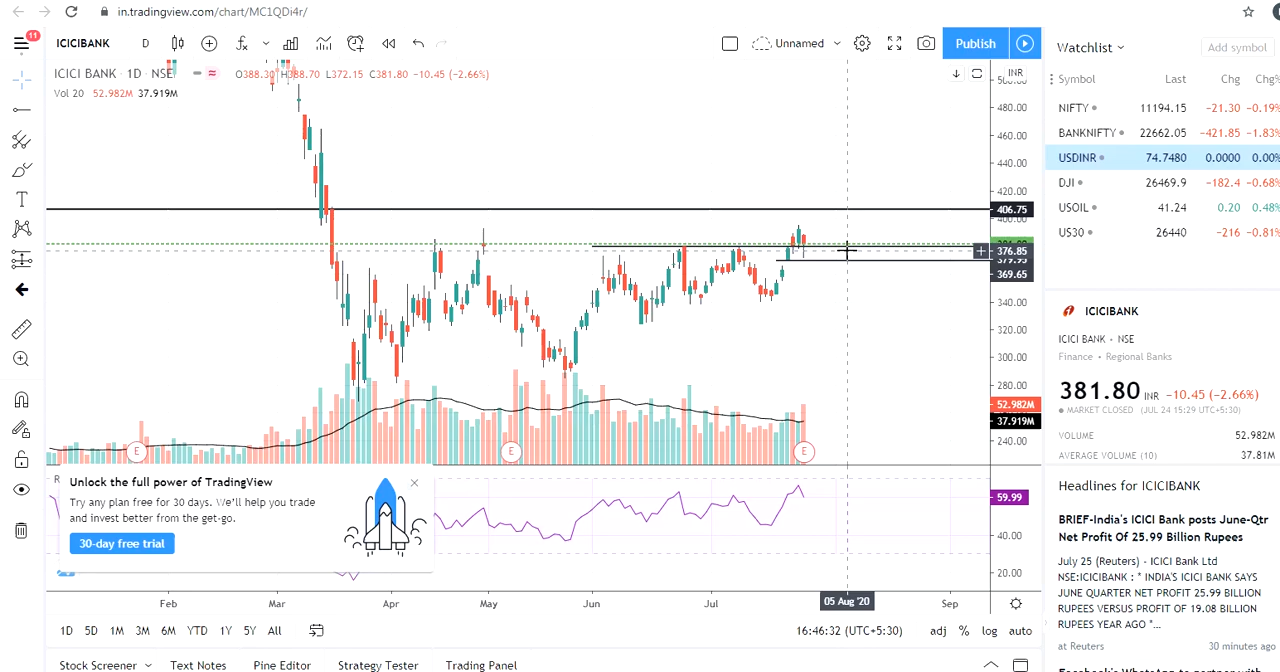 in.tradingview.com/chart/MC1QDi4r/
11
ICICIBANK
D
Unnamed
Publish
Watchlist
Add symbol
ICICI BANK · 1D · NSE
O388.30 H388.70 L372.15 C381.80 −10.45 (−2.66%)
INR
Vol 20 52.982M 37.919M
Symbol Last Chg Chg%
NIFTY 11194.15 −21.30 −0.19%
BANKNIFTY 22662.05 −421.85 −1.83%
USDINR 74.7480 0.0000 0.00%
DJI 26469.9 −182.4 −0.68%
USOIL 41.24 0.20 0.48%
US30 26440 −216 −0.81%
480.00
460.00
440.00
420.00
406.75
376.85
369.65
340.00
320.00
300.00
280.00
52.982M
37.919M
240.00
E
E
E
ICICIBANK
ICICI BANK • NSE
Finance • Regional Banks
381.80 INR −10.45 (−2.66%)
MARKET CLOSED (JUL 24 15:29 UTC+5:30)
VOLUME 52.982M
AVERAGE VOLUME (10) 37.81M
Unlock the full power of TradingView
Try any plan free for 30 days. We'll help you trade
and invest better from the get-go.
30-day free trial
59.99
40.00
20.00
Feb Mar Apr May Jun Jul 05 Aug '20 Sep
Headlines for ICICIBANK
BRIEF-India's ICICI Bank posts June-Qtr
Net Profit Of 25.99 Billion Rupees
July 25 (Reuters) - ICICI Bank Ltd
NSE:ICICIBANK : * INDIA'S ICICI BANK SAYS
JUNE QUARTER NET PROFIT 25.99 BILLION
RUPEES VERSUS PROFIT OF 19.08 BILLION
RUPEES YEAR AGO *...
at Reuters 30 minutes ago
1D 5D 1M 3M 6M YTD 1Y 5Y All
16:46:32 (UTC+5:30) adj % log auto
Stock Screener Text Notes Pine Editor Strategy Tester Trading Panel